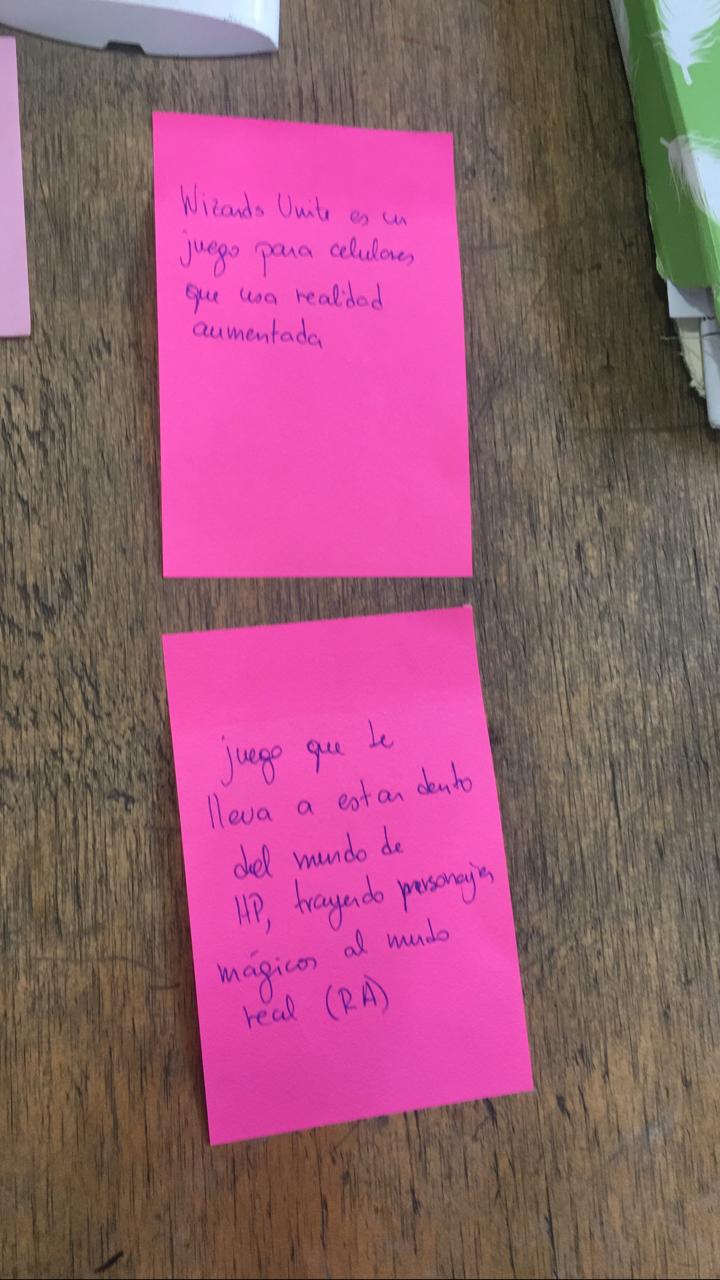 Wizards Unite es un
juego para celulares
que usa realidad
aumentada
juego que te
lleva a estar dento
del mundo de
HP, trayendo personajes
mágicos al mundo
real (RA)